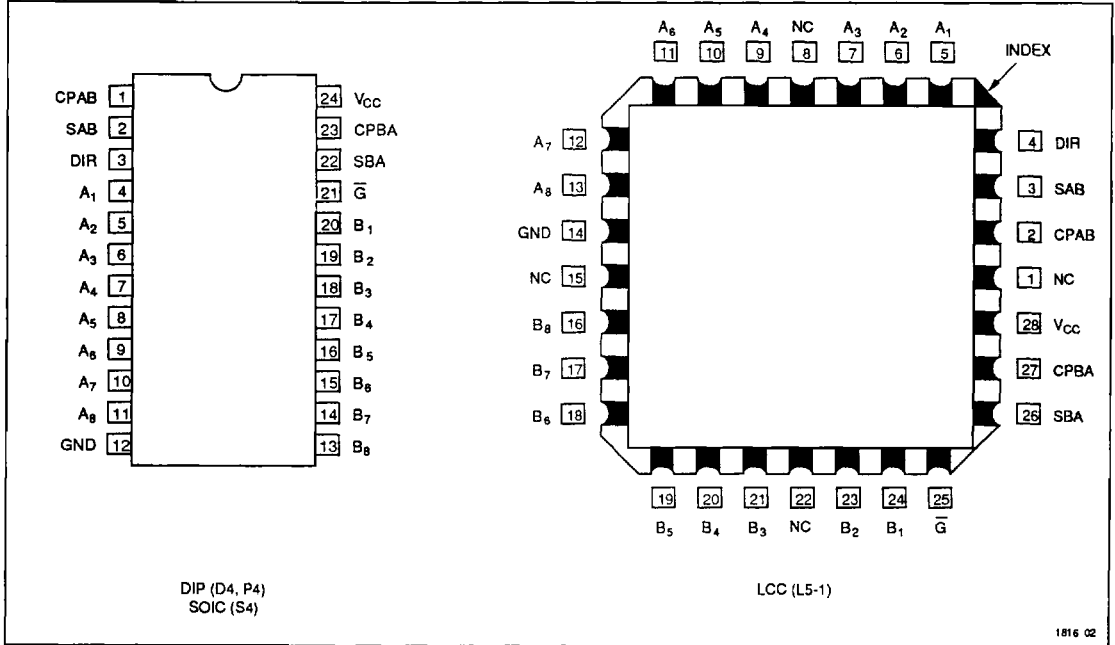 CPAB 1 24 VCC
SAB 2 23 CPBA
DIR 3 22 SBA
A1 4 21 G̅
A2 5 20 B1
A3 6 19 B2
A4 7 18 B3
A5 8 17 B4
A6 9 16 B5
A7 10 15 B6
A8 11 14 B7
GND 12 13 B8
DIP (D4, P4)
SOIC (S4)
A6 A5 A4 NC A3 A2 A1
11 10 9 8 7 6 5
INDEX
A7 12 4 DIR
A8 13 3 SAB
GND 14 2 CPAB
NC 15 1 NC
B8 16 28 VCC
B7 17 27 CPBA
B6 18 26 SBA
19 20 21 22 23 24 25
B5 B4 B3 NC B2 B1 G̅
LCC (L5-1)
1816 02